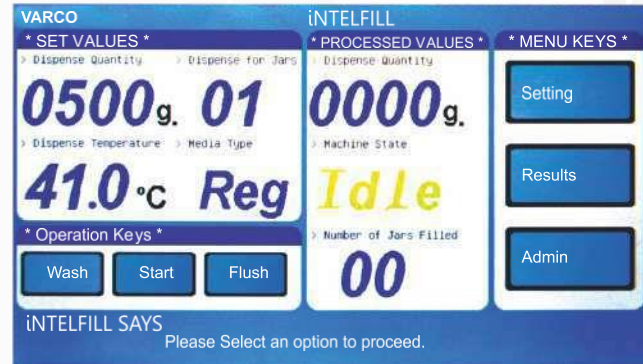 VARCO
iNTELFILL
* SET VALUES *
> Dispense Quantity > Dispense for Jars
0500g. 01
> Dispense Temperature > Media Type
41.0 °C Reg
* Operation Keys *
Wash Start Flush
* PROCESSED VALUES *
> Dispense Quantity
0000g.
> Machine State
Idle
> Number of Jars Filled
00
* MENU KEYS *
Setting
Results
Admin
iNTELFILL SAYS
Please Select an option to proceed.